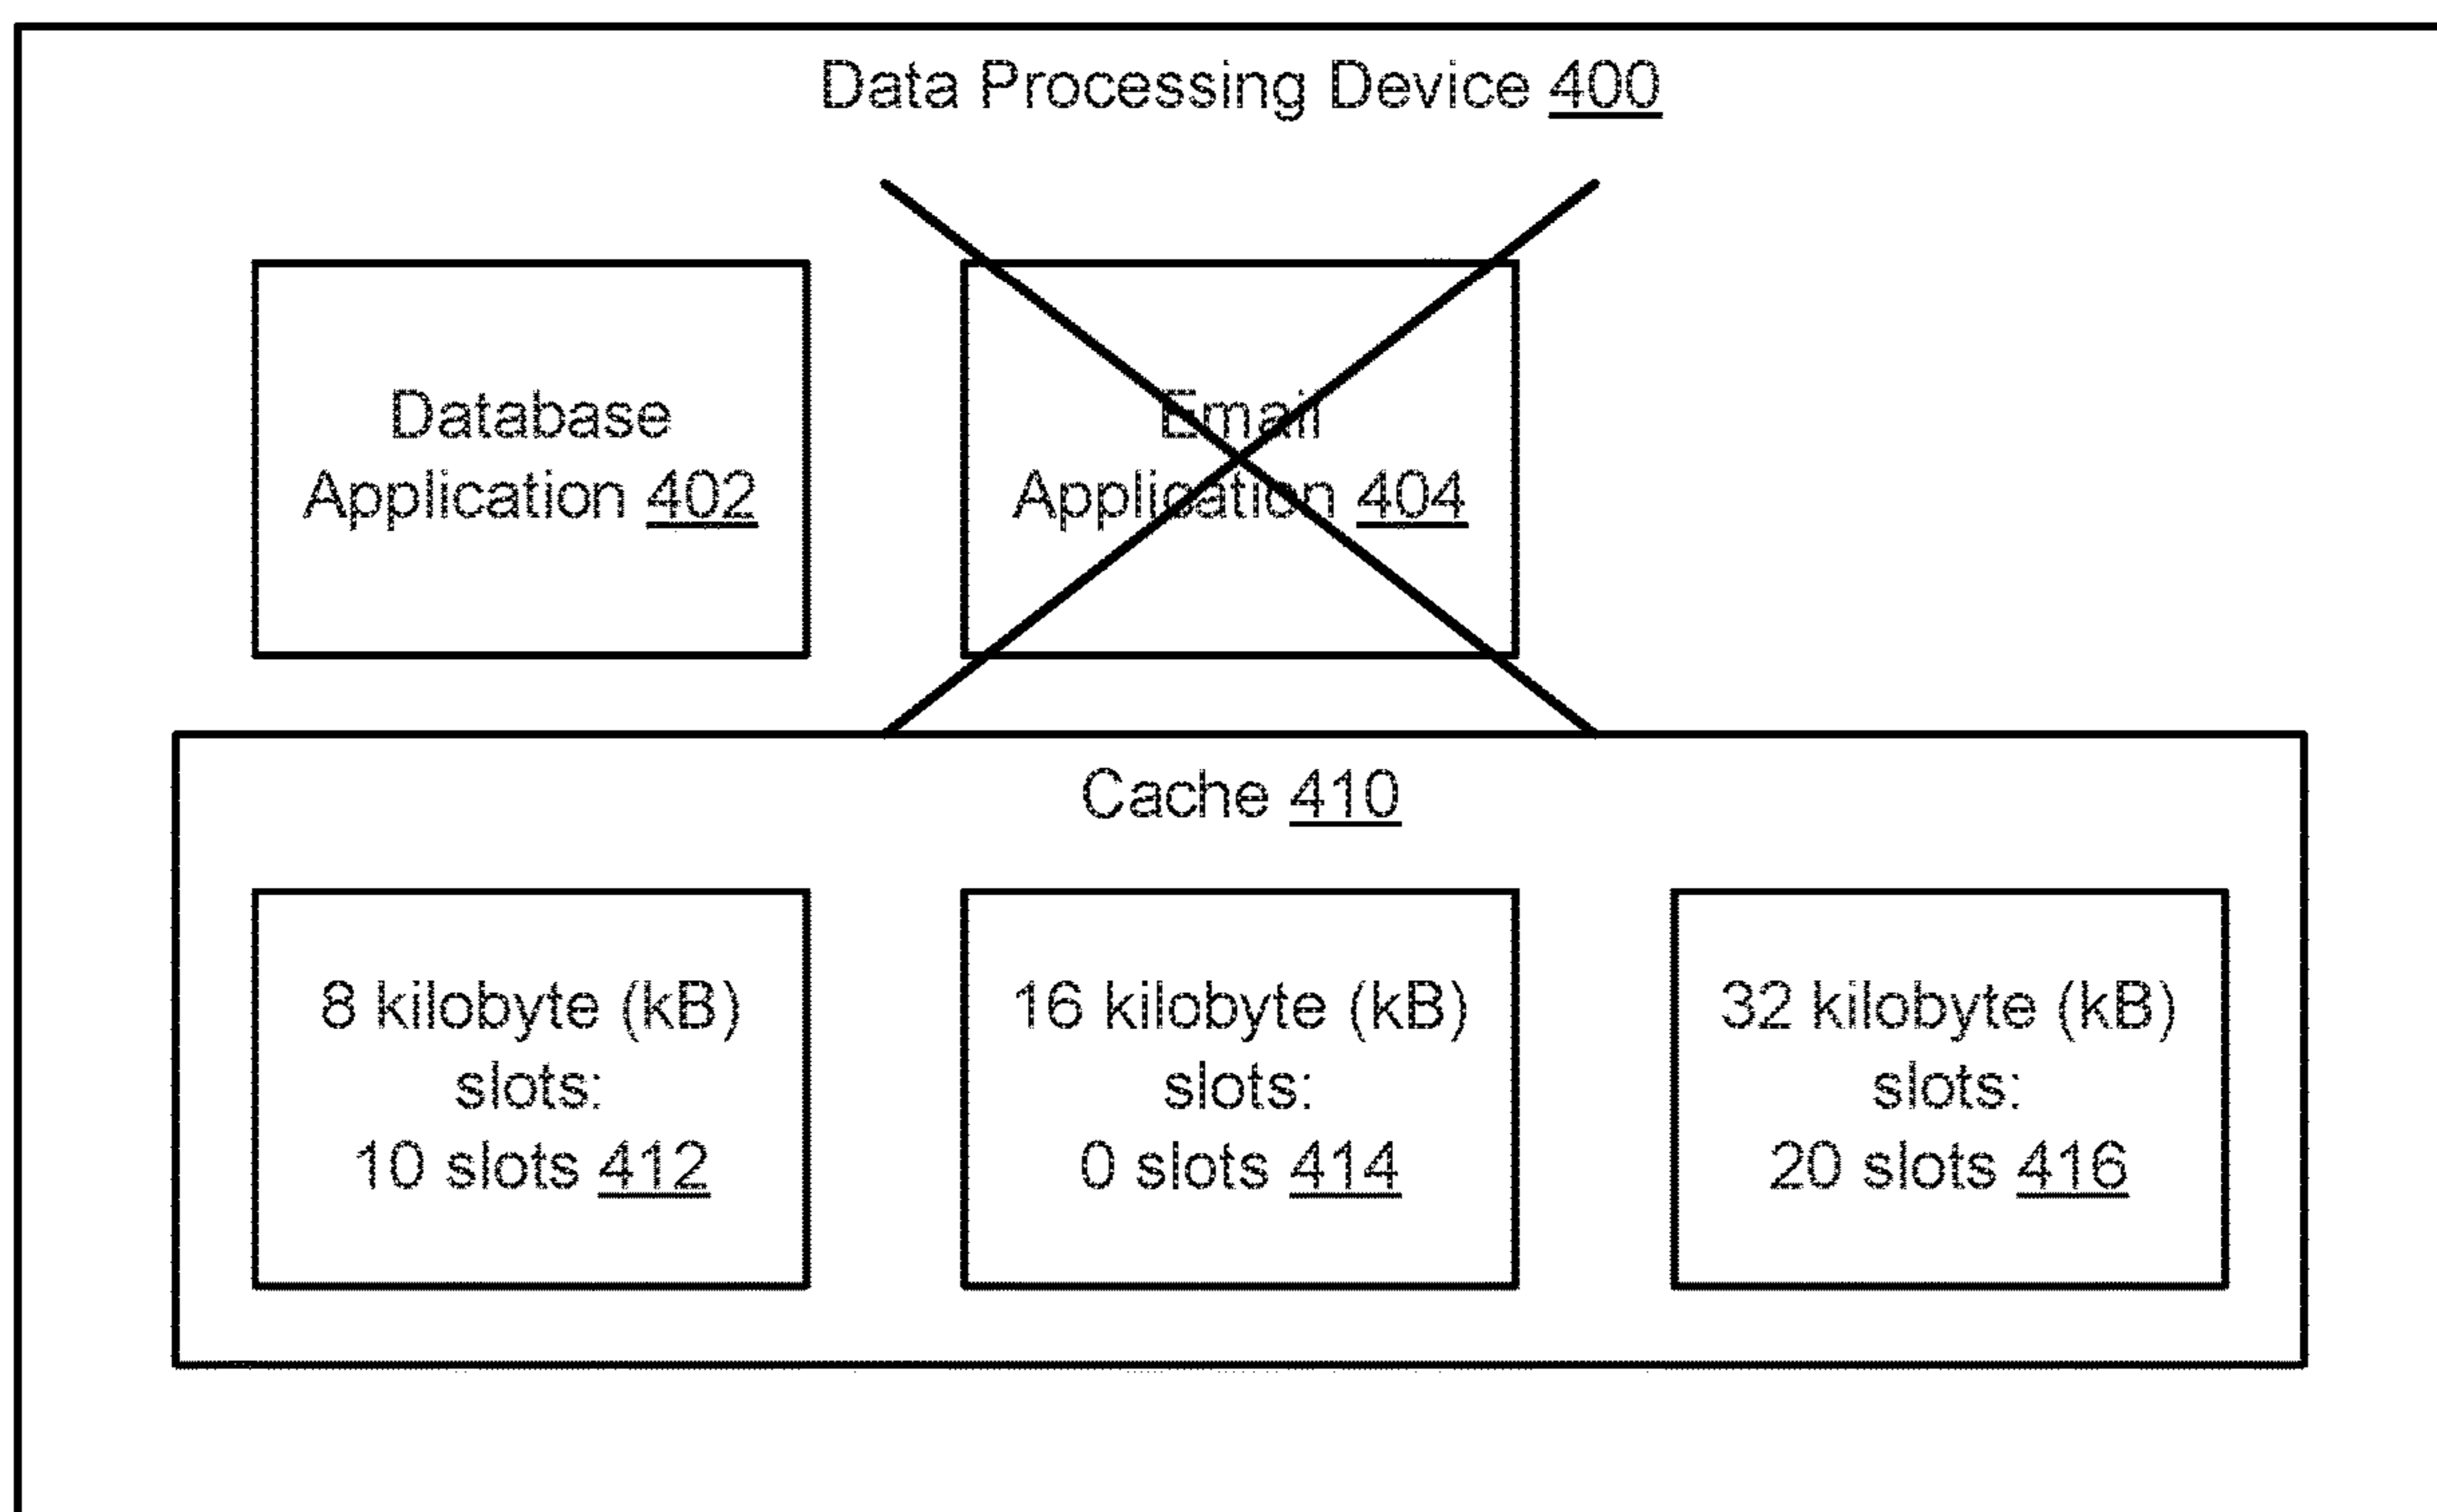 Data Processing Device 400
Database
Application 402
Email
Application 404
Cache 410
8 kilobyte (kB)
slots:
10 slots 412
16 kilobyte (kB)
slots:
0 slots 414
32 kilobyte (kB)
slots:
20 slots 416